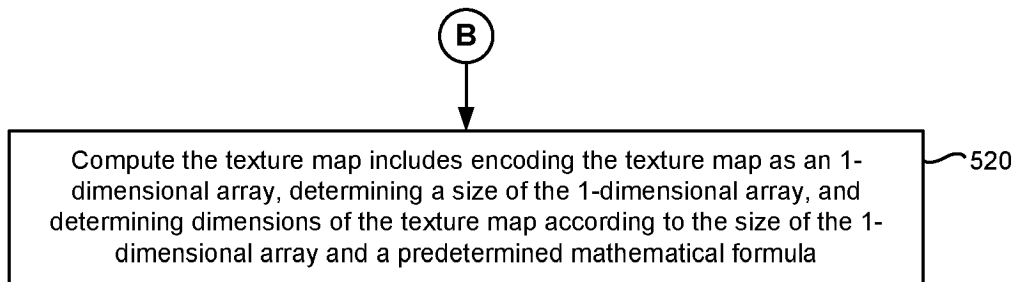 B
Compute the texture map includes encoding the texture map as an 1-
dimensional array, determining a size of the 1-dimensional array, and
determining dimensions of the texture map according to the size of the 1-
dimensional array and a predetermined mathematical formula
520